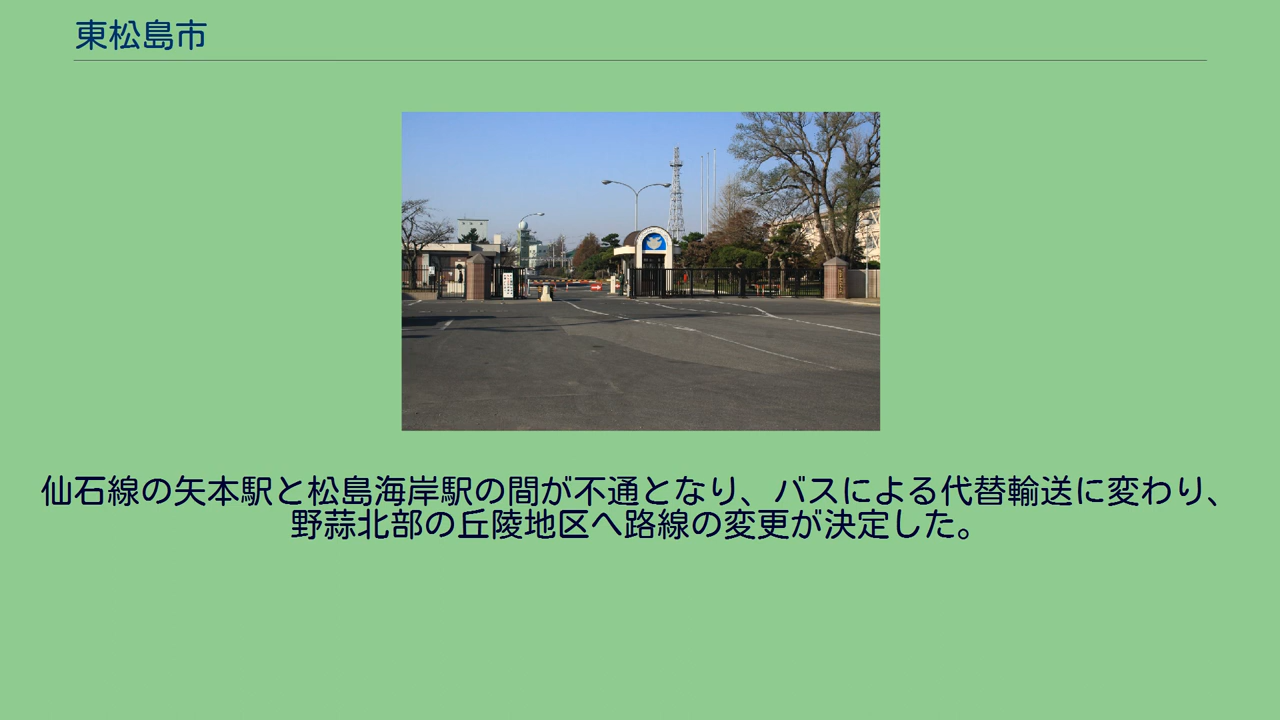 東松島市
仙石線の矢本駅と松島海岸駅の間が不通となり、バスによる代替輸送に変わり、
野蒜北部の丘陵地区へ路線の変更が決定した。